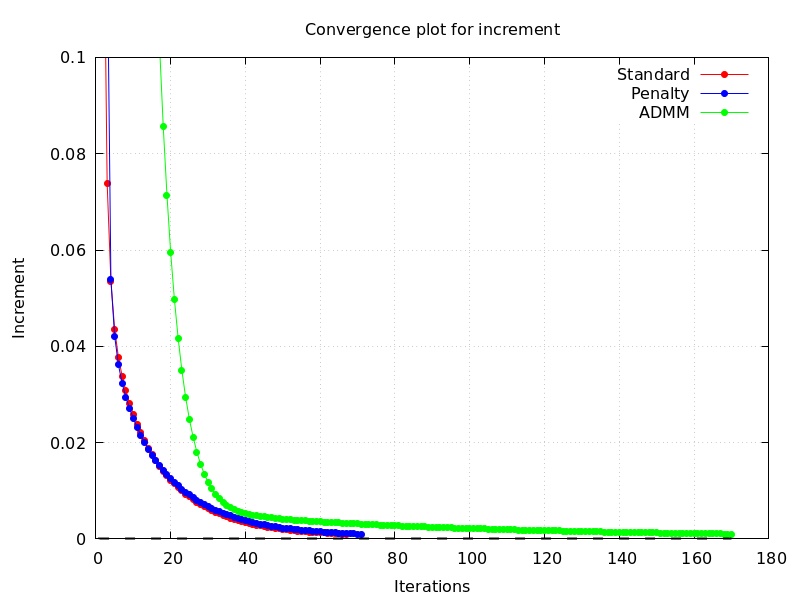 Convergence plot for increment
Standard
Penalty
ADMM
0.1
0.08
0.06
0.04
0.02
0
Increment
0 20 40 60 80 100 120 140 160 180
Iterations